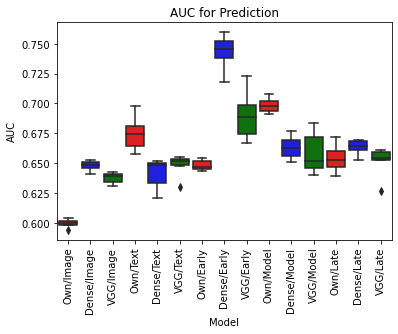 AUC for Prediction
AUC
0.750
0.725
0.700
0.675
0.650
0.625
0.600
Own/Image
Dense/Image
VGG/Image
Own/Text
Dense/Text
VGG/Text
Own/Early
Dense/Early
VGG/Early
Own/Model
Dense/Model
VGG/Model
Own/Late
Dense/Late
VGG/Late
Model